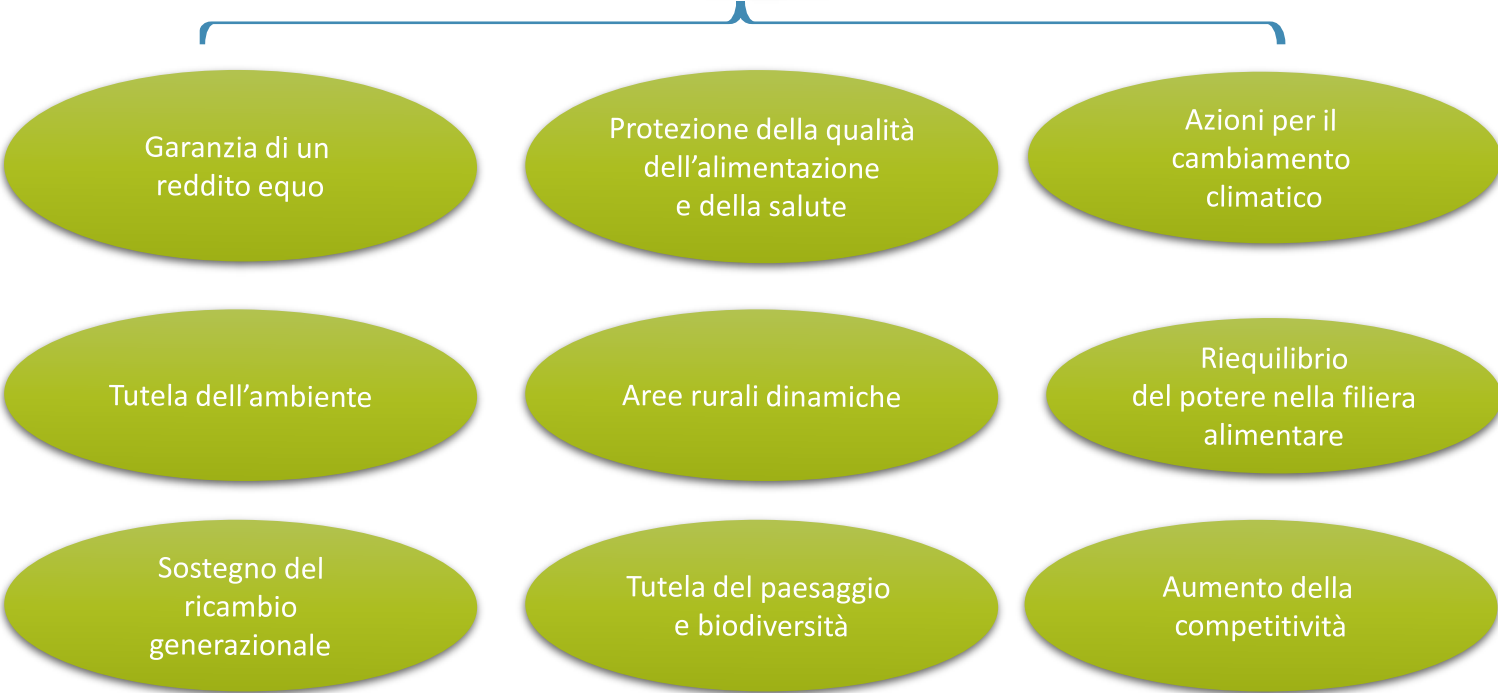 Garanzia di un
reddito equo
Protezione della qualità
dell’alimentazione
e della salute
Azioni per il
cambiamento
climatico
Tutela dell’ambiente
Aree rurali dinamiche
Riequilibrio
del potere nella filiera
alimentare
Sostegno del
ricambio
generazionale
Tutela del paesaggio
e biodiversità
Aumento della
competitività